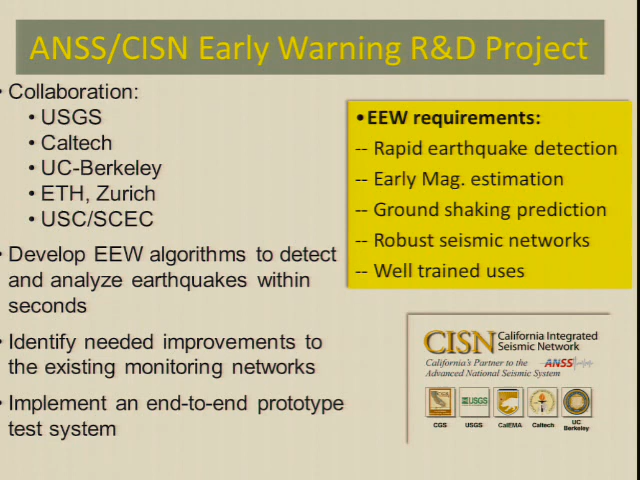 ANSS/CISN Early Warning R&D Project
• Collaboration:
• USGS
• Caltech
• UC-Berkeley
• ETH, Zurich
• USC/SCEC
• Develop EEW algorithms to detect
and analyze earthquakes within
seconds
• Identify needed improvements to
the existing monitoring networks
• Implement an end-to-end prototype
test system
•EEW requirements:
-- Rapid earthquake detection
-- Early Mag. estimation
-- Ground shaking prediction
-- Robust seismic networks
-- Well trained uses
CISN California Integrated
Seismic Network
California's Partner to the ANSS
Advanced National Seismic System
USGS
CGS USGS CalEMA Caltech UC
Berkeley